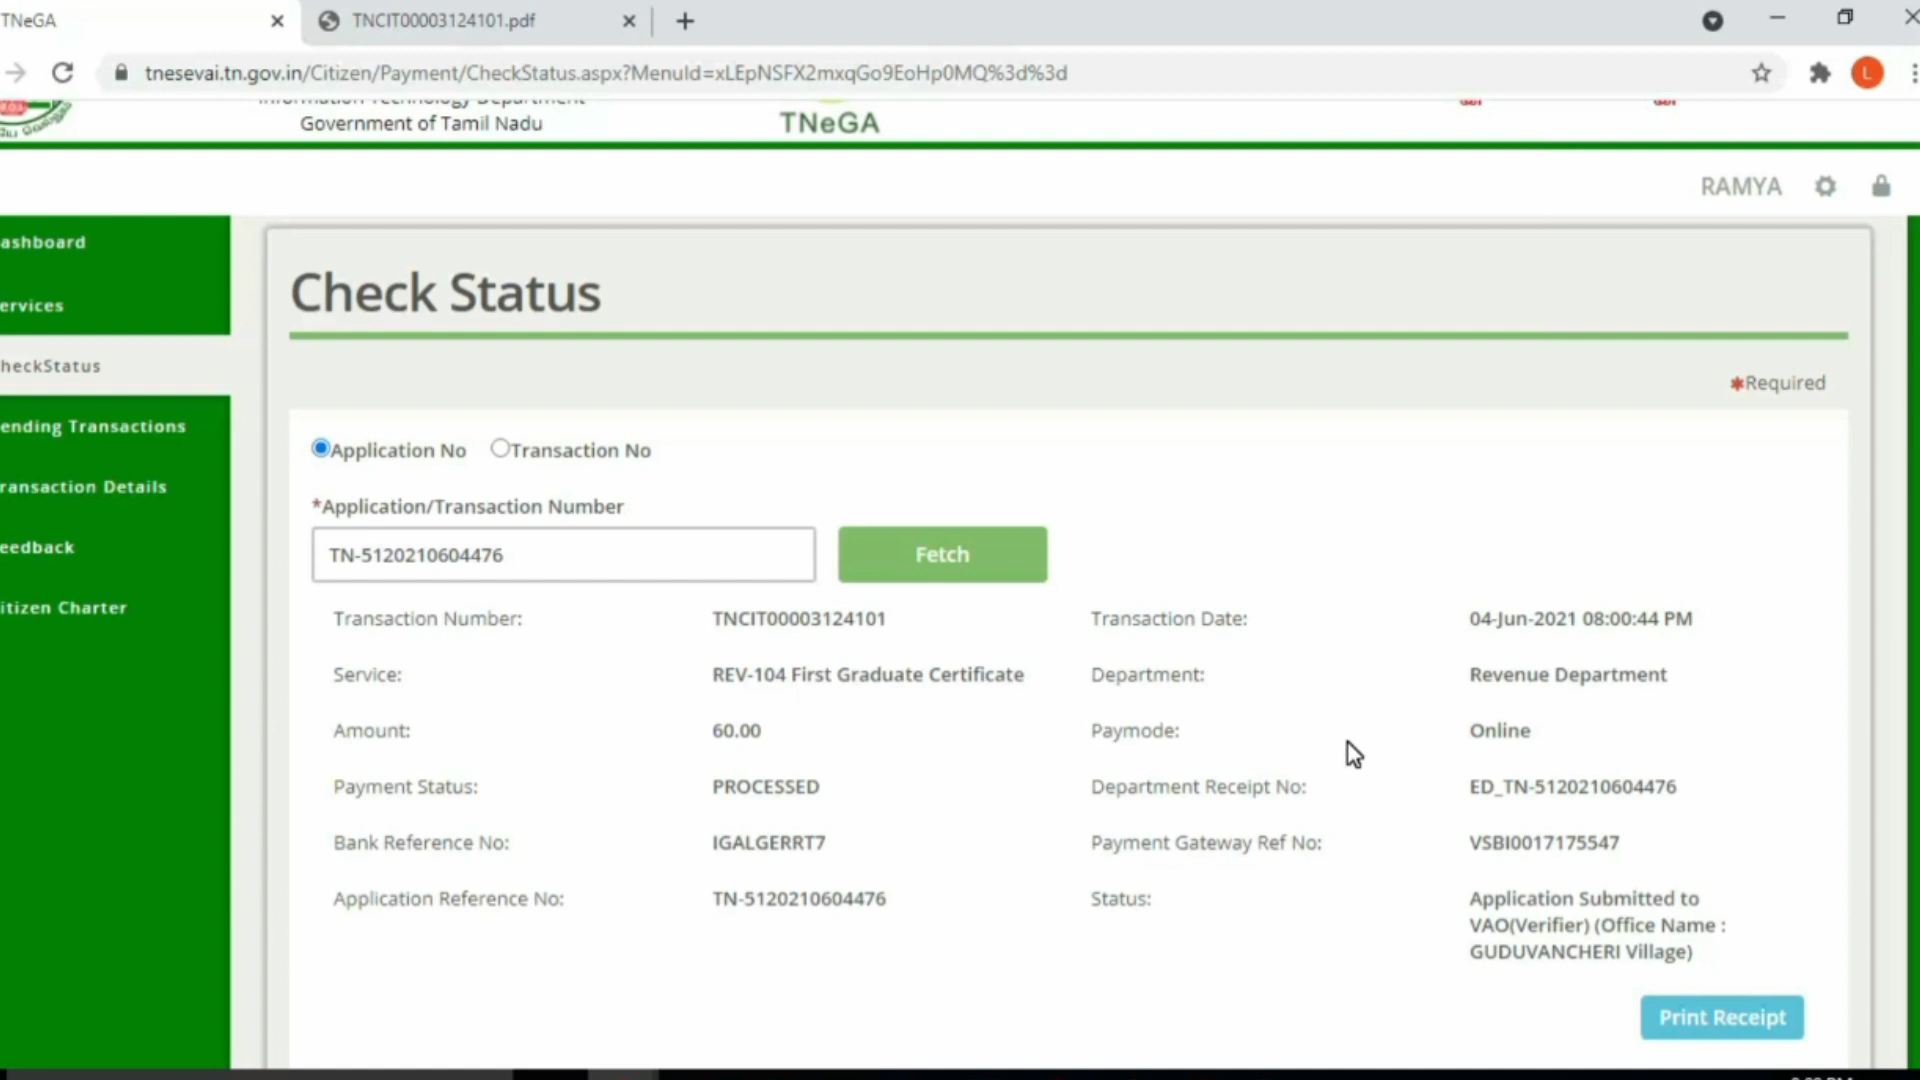 TNeGA
TNCIT00003124101.pdf
tnesevai.tn.gov.in/Citizen/Payment/CheckStatus.aspx?MenuId=xLEpNSFX2mxqGo9EoHp0MQ%3d%3d
L
Information Technology Department
Government of Tamil Nadu
TNeGA
RAMYA
ashboard
ervices
heckStatus
ending Transactions
ransaction Details
eedback
itizen Charter
Check Status
*Required
Application No Transaction No
*Application/Transaction Number
TN-5120210604476 Fetch
Transaction Number: TNCIT00003124101 Transaction Date: 04-Jun-2021 08:00:44 PM
Service: REV-104 First Graduate Certificate Department: Revenue Department
Amount: 60.00 Paymode: Online
Payment Status: PROCESSED Department Receipt No: ED_TN-5120210604476
Bank Reference No: IGALGERRT7 Payment Gateway Ref No: VSBI0017175547
Application Reference No: TN-5120210604476 Status: Application Submitted to
VAO(Verifier) (Office Name :
GUDUVANCHERI Village)
Print Receipt